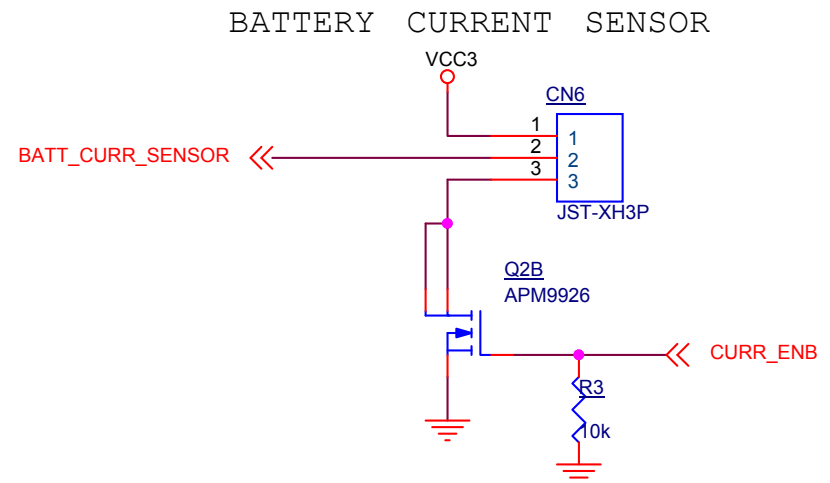 BATTERY CURRENT SENSOR
VCC3
CN6
1
1
2
2
3
3
BATT_CURR_SENSOR
JST-XH3P
Q2B
APM9926
CURR_ENB
R3
10k